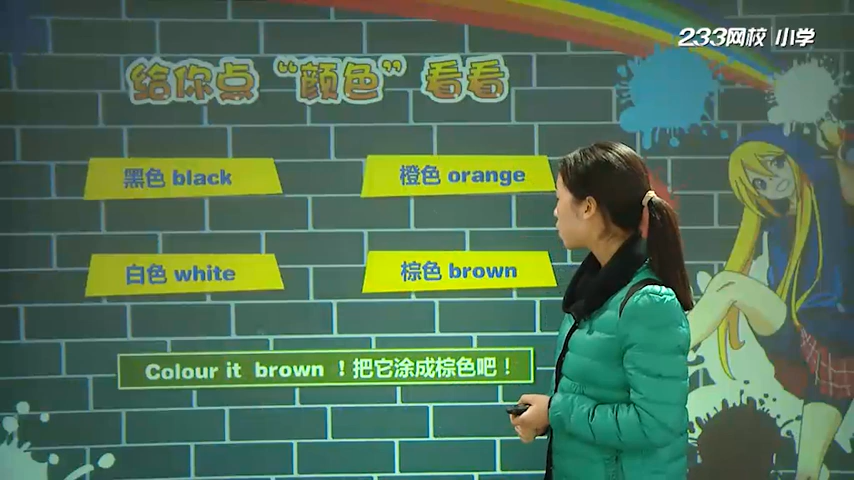 233网校 小学
给你点“颜色”看看
黑色 black
橙色 orange
白色 white
棕色 brown
Colour it brown ！把它涂成棕色吧！